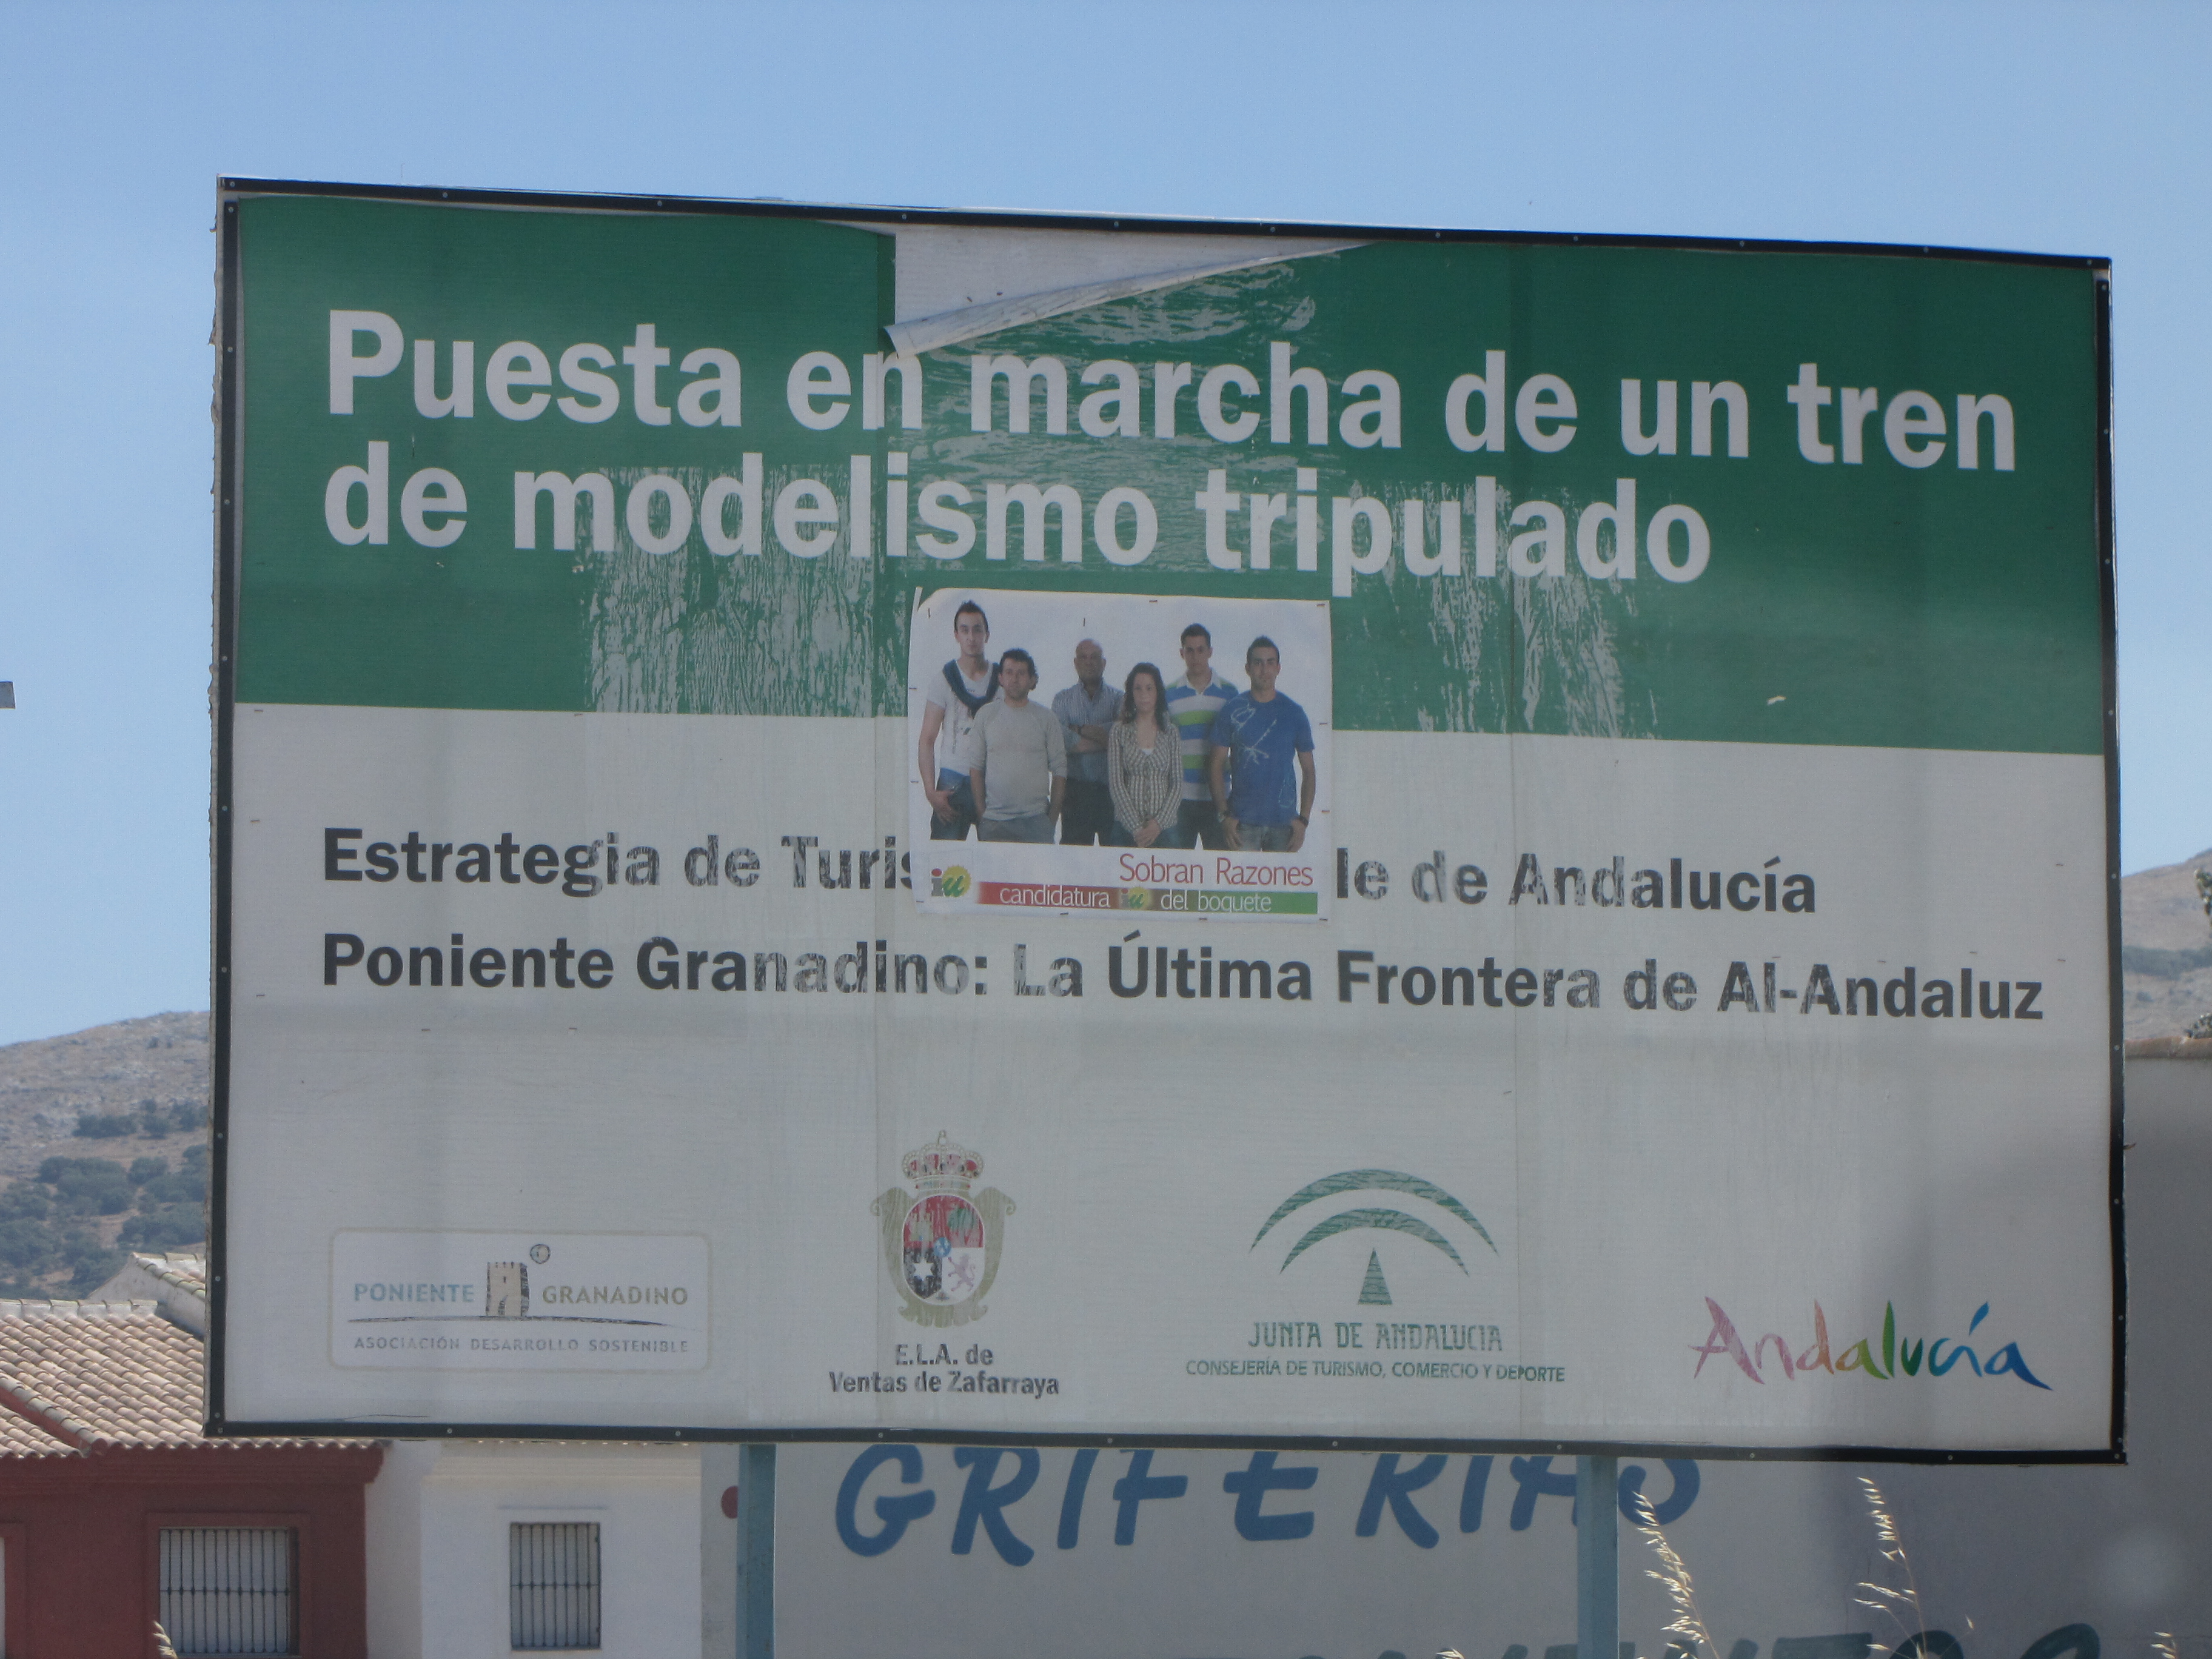 Puesta en marcha de un tren
de modelismo tripulado
Sobran Razones
iu candidatura iu del boquete
Estrategia de Turis le de Andalucía
Poniente Granadino: La Última Frontera de Al-Andaluz
PONIENTE GRANADINO
ASOCIACIÓN DESARROLLO SOSTENIBLE
E.L.A. de
Ventas de Zafarraya
JUNTA DE ANDALUCIA
CONSEJERÍA DE TURISMO, COMERCIO Y DEPORTE
Andalucía
GRIFERIAS